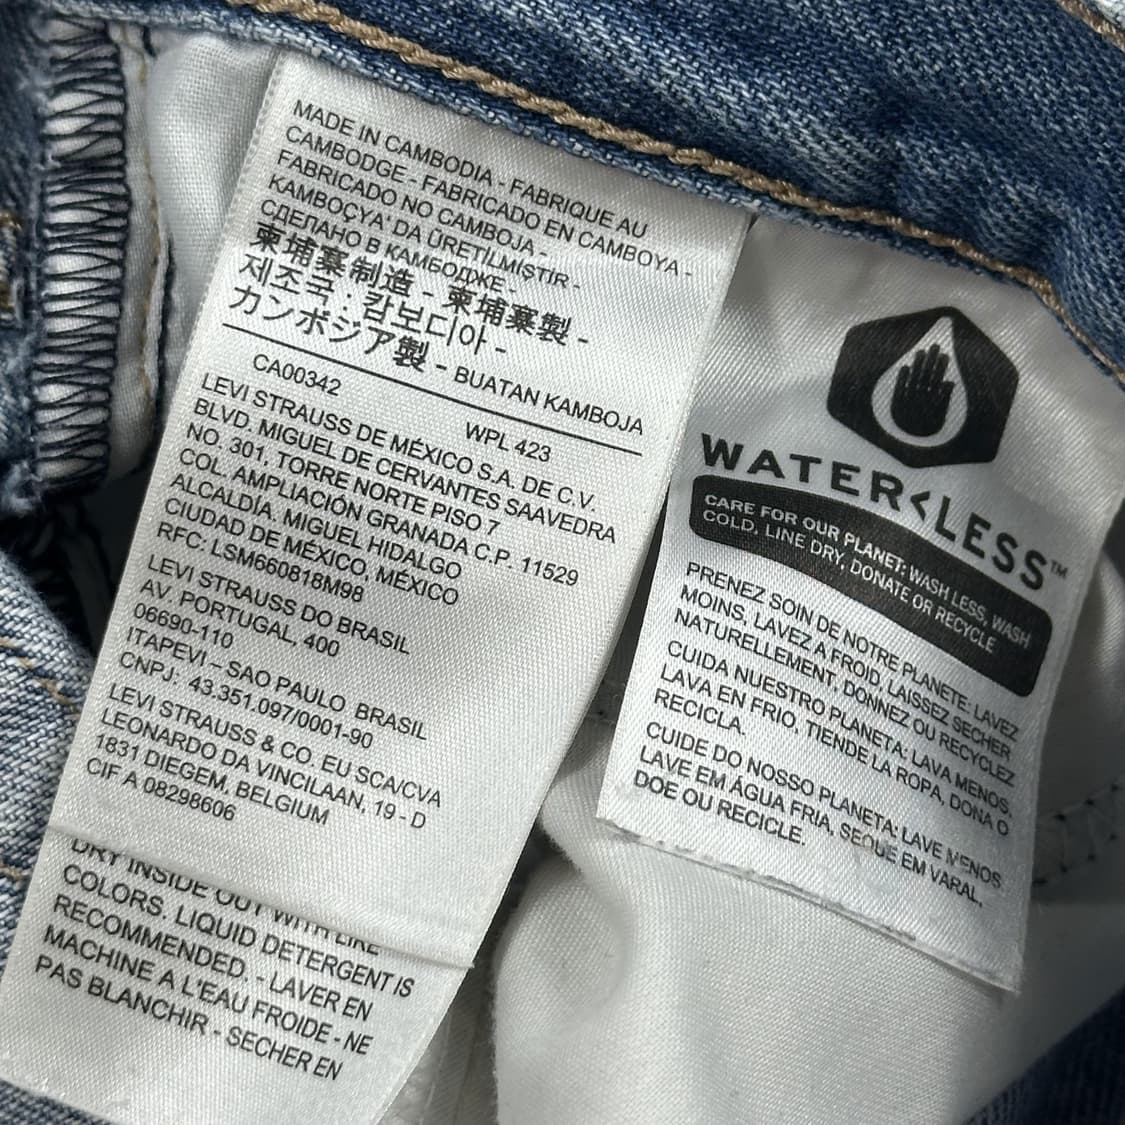 MADE IN CAMBODIA - FABRIQUE AU
CAMBODGE - FABRICADO EN CAMBOYA -
FABRICADO NO CAMBOJA -
KAMBOÇYA' DA ÜRETİLMİŞTİR -
СДЕЛАНО В КАМБОДЖЕ -
柬埔寨制造 - 柬埔寨製 -
제조국 : 캄보디아 -
カンボジア製 - BUATAN KAMBOJA
CA00342
WPL 423
LEVI STRAUSS DE MÉXICO S.A. DE C.V.
BLVD. MIGUEL DE CERVANTES SAAVEDRA
NO. 301, TORRE NORTE PISO 7
COL. AMPLIACIÓN GRANADA C.P. 11529
ALCALDÍA. MIGUEL HIDALGO
CIUDAD DE MÉXICO, MÉXICO
RFC: LSM660818M98
LEVI STRAUSS DO BRASIL
AV. PORTUGAL, 400
06690-110
ITAPEVI – SAO PAULO BRASIL
CNPJ: 43.351.097/0001-90
LEVI STRAUSS & CO. EU SCA/CVA
LEONARDO DA VINCILAAN, 19 - D
1831 DIEGEM, BELGIUM
CIF A 08298606
DRY INSIDE OUT WITH LIKE
COLORS. LIQUID DETERGENT IS
RECOMMENDED. - LAVER EN
MACHINE A L'EAU FROIDE - NE
PAS BLANCHIR - SECHER EN
WATER<LESS™
CARE FOR OUR PLANET: WASH LESS, WASH
COLD, LINE DRY, DONATE OR RECYCLE
PRENEZ SOIN DE NOTRE PLANETE: LAVEZ
MOINS, LAVEZ A FROID, LAISSEZ SECHER
NATURELLEMENT, DONNEZ OU RECYCLEZ
CUIDA NUESTRO PLANETA: LAVA MENOS,
LAVA EN FRIO, TIENDE LA ROPA, DONA O
RECICLA.
CUIDE DO NOSSO PLANETA: LAVE MENOS
LAVE EM ÁGUA FRIA, SEQUE EM VARAL,
DOE OU RECICLE.